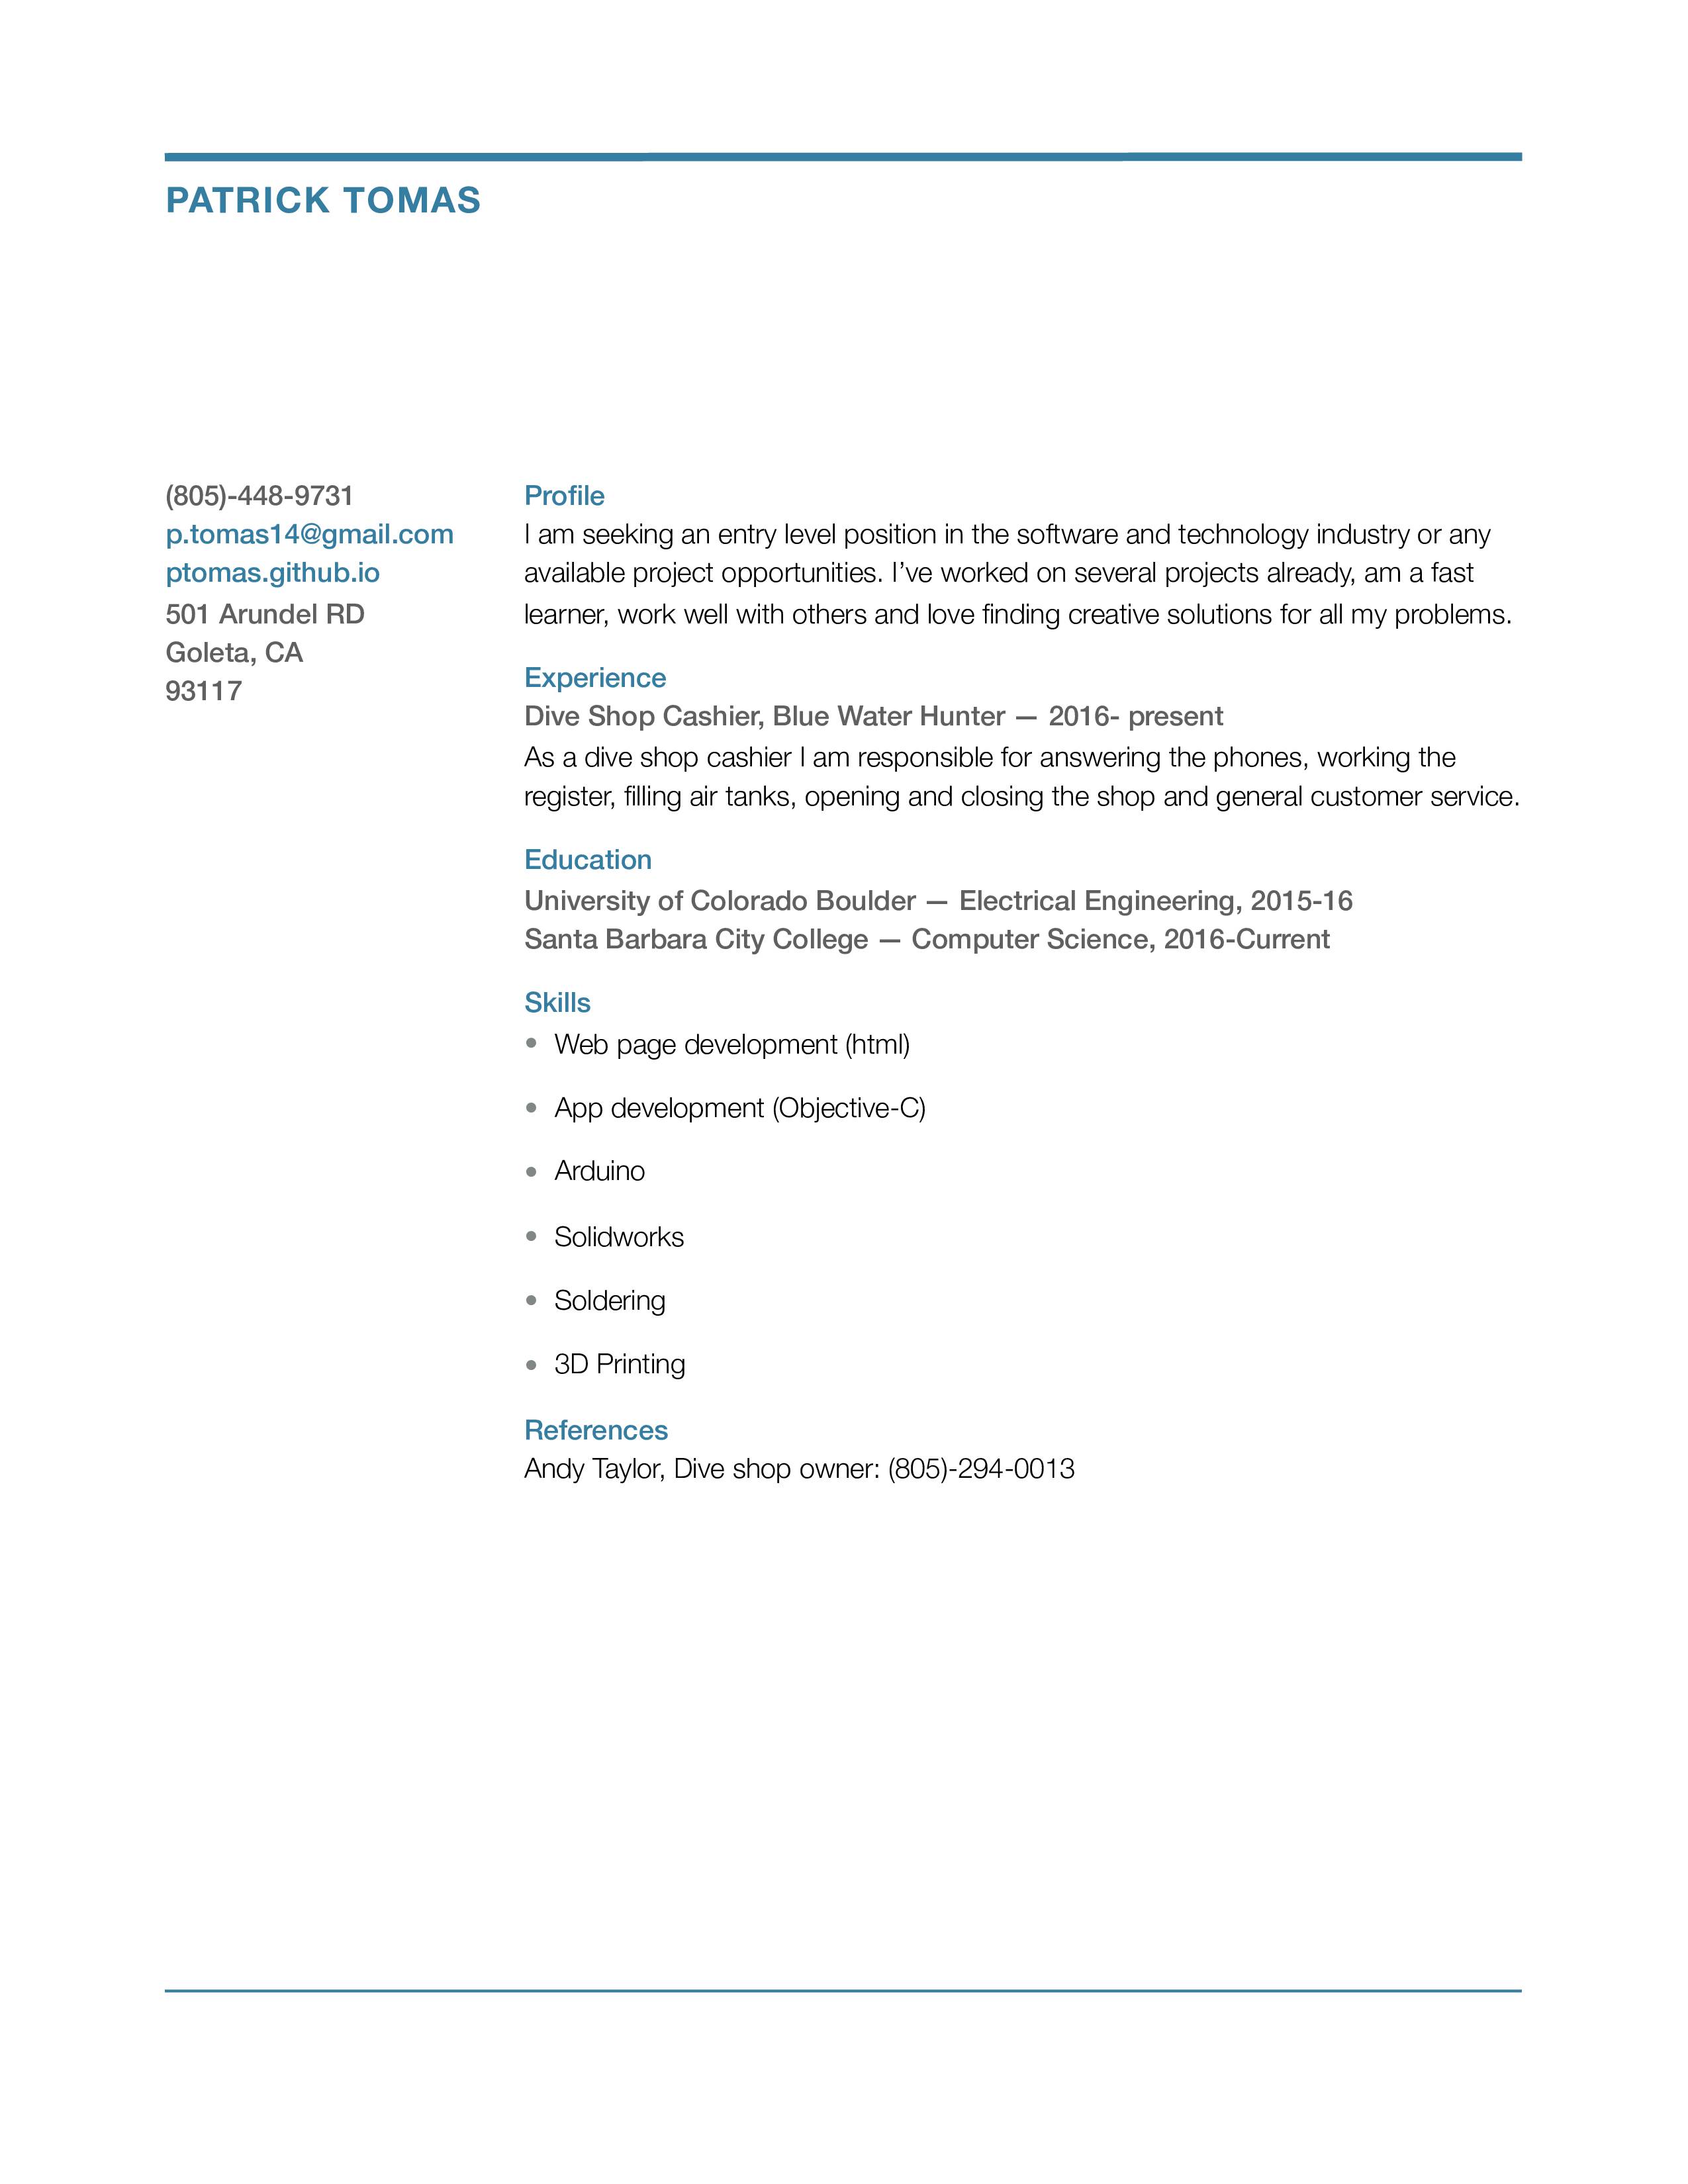 PATRICK TOMAS
(805)-448-9731
p.tomas14@gmail.com
ptomas.github.io
501 Arundel RD
Goleta, CA
93117
Profile
I am seeking an entry level position in the software and technology industry or any
available project opportunities. I’ve worked on several projects already, am a fast
learner, work well with others and love finding creative solutions for all my problems.
Experience
Dive Shop Cashier, Blue Water Hunter — 2016- present
As a dive shop cashier I am responsible for answering the phones, working the
register, filling air tanks, opening and closing the shop and general customer service.
Education
University of Colorado Boulder — Electrical Engineering, 2015-16
Santa Barbara City College — Computer Science, 2016-Current
Skills
• Web page development (html)
• App development (Objective-C)
• Arduino
• Solidworks
• Soldering
• 3D Printing
References
Andy Taylor, Dive shop owner: (805)-294-0013